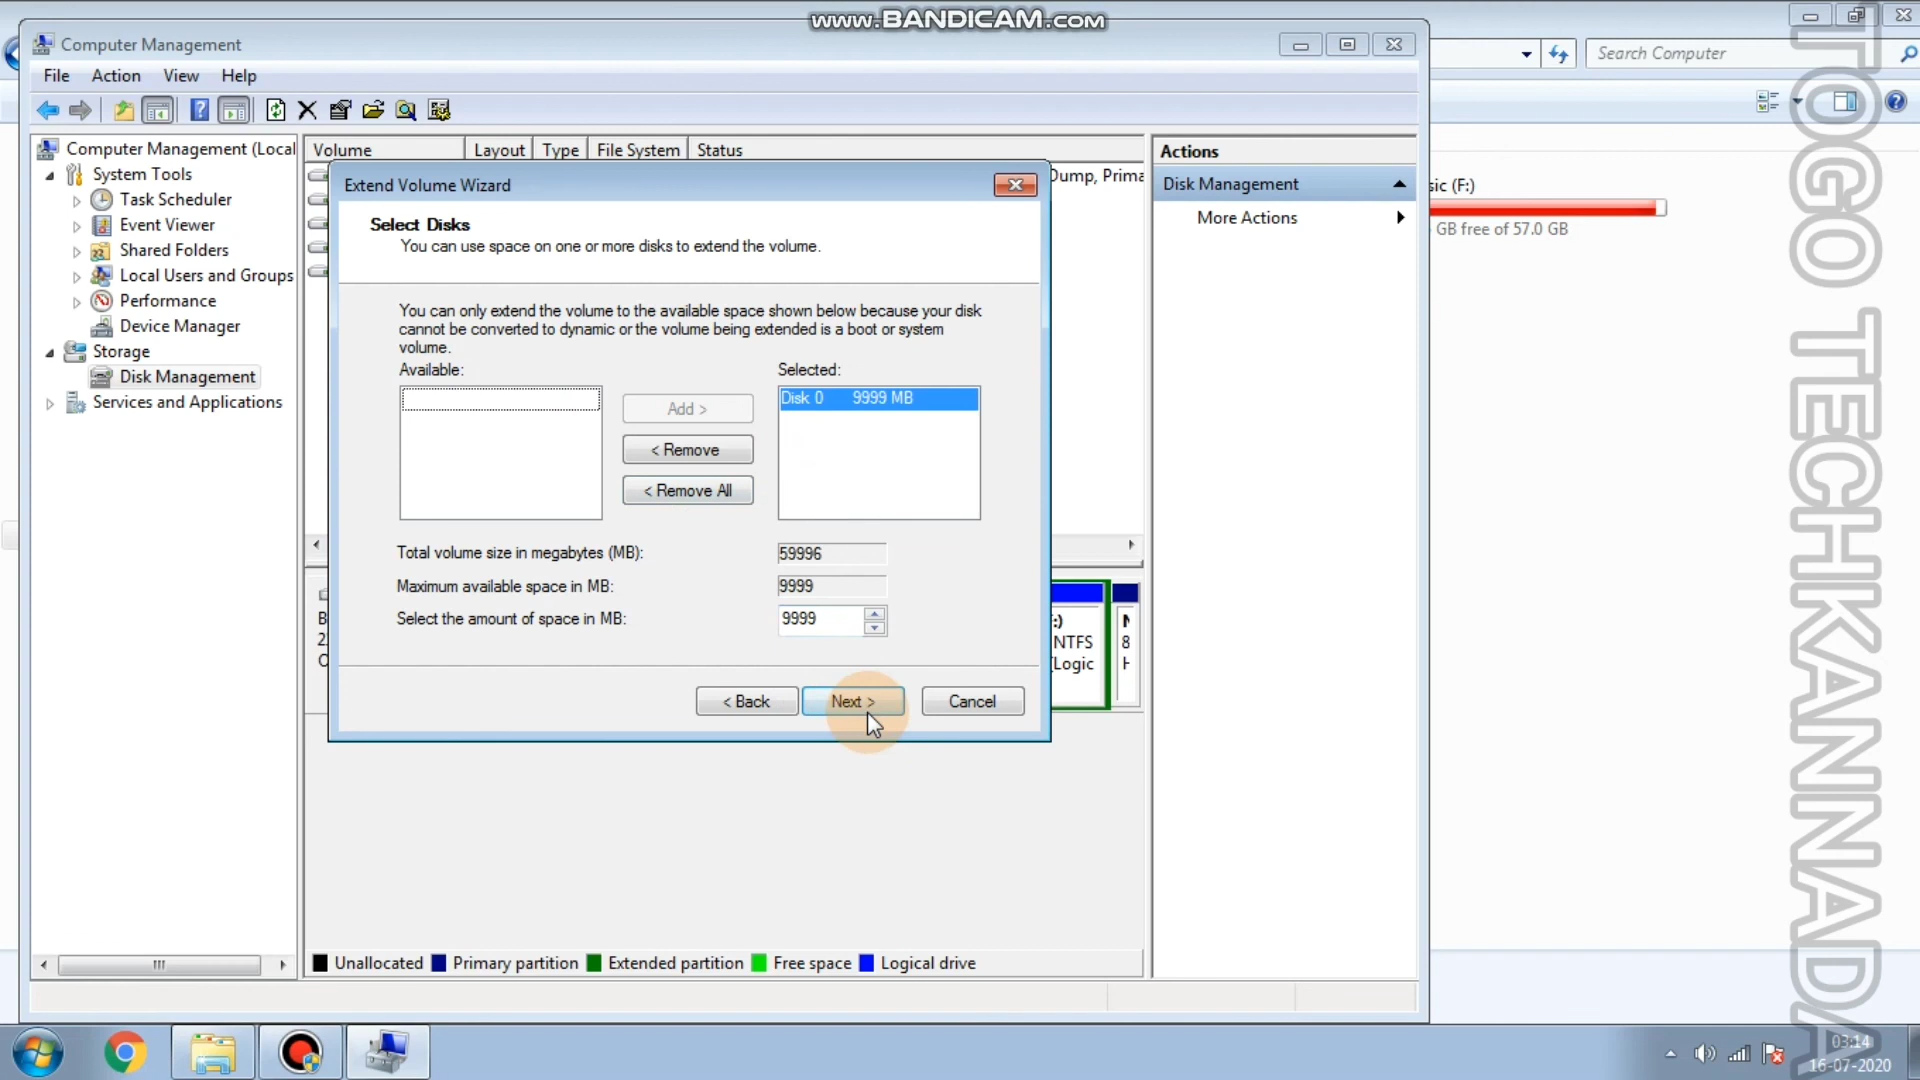 www.BANDICAM.com
Computer Management
File Action View Help
Search Computer
Computer Management (Local
System Tools
Task Scheduler
Event Viewer
Shared Folders
Local Users and Groups
Performance
Device Manager
Storage
Disk Management
Services and Applications
Volume Layout Type File System Status
Dump, Prima
Extend Volume Wizard
Select Disks
You can use space on one or more disks to extend the volume.
You can only extend the volume to the available space shown below because your disk
cannot be converted to dynamic or the volume being extended is a boot or system
volume.
Available:
Selected:
Disk 0 9999 MB
Add >
< Remove
< Remove All
Total volume size in megabytes (MB): 59996
Maximum available space in MB: 9999
Select the amount of space in MB: 9999
< Back Next > Cancel
:)
NTFS
(Logic
8
Actions
Disk Management
More Actions
sic (F:)
GB free of 57.0 GB
Unallocated Primary partition Extended partition Free space Logical drive
TOGO TECHKANNADA
03:14
16-07-2020